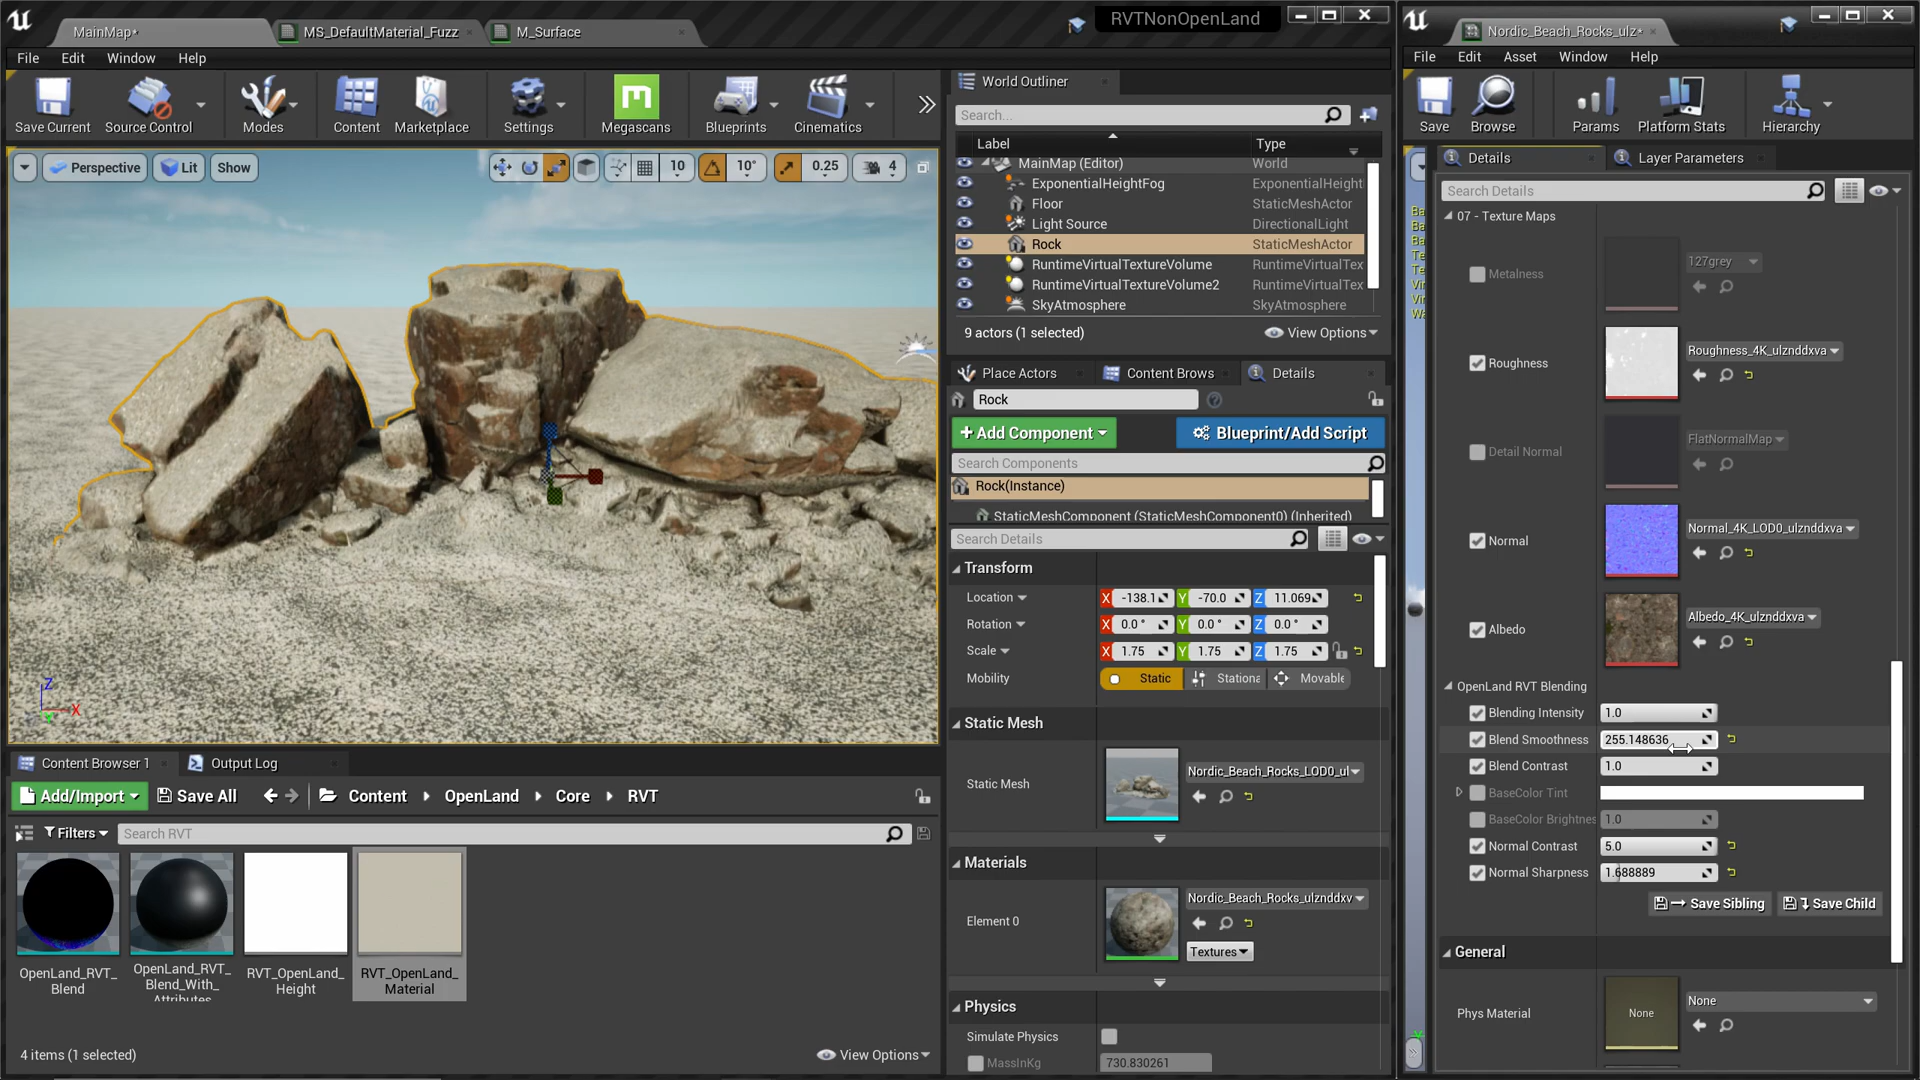 MainMap*
MS_DefaultMaterial_Fuzz
M_Surface
RVTNonOpenLand
File Edit Window Help
Save Current
Source Control
Modes
Content
Marketplace
Settings
Megascans
Blueprints
Cinematics
Perspective
Lit
Show
10
10°
0.25
4
World Outliner
Search...
Label Type
MainMap (Editor) World
ExponentialHeightFog ExponentialHeight
Floor StaticMeshActor
Light Source DirectionalLight
Rock StaticMeshActor
RuntimeVirtualTextureVolume RuntimeVirtualTex
RuntimeVirtualTextureVolume2 RuntimeVirtualTex
SkyAtmosphere SkyAtmosphere
9 actors (1 selected)
View Options
Place Actors
Content Brows
Details
Rock
+ Add Component
Blueprint/Add Script
Search Components
Rock(Instance)
StaticMeshComponent (StaticMeshComponent0) (Inherited)
Search Details
Transform
Location X -138.1 Y -70.0 Z 11.069
Rotation X 0.0 ° Y 0.0 ° Z 0.0 °
Scale X 1.75 Y 1.75 Z 1.75
Mobility Static Stationa Movable
Static Mesh
Static Mesh
Nordic_Beach_Rocks_LOD0_ul
Materials
Element 0
Nordic_Beach_Rocks_ulznddxv
Textures
Physics
Simulate Physics
MassInKg 730.830261
Z
X
Y
Content Browser 1
Output Log
Add/Import
Save All
Content OpenLand Core RVT
Filters
Search RVT
OpenLand_RVT_
Blend
OpenLand_RVT_
Blend_With_
Attributes
RVT_OpenLand_
Height
RVT_OpenLand_
Material
4 items (1 selected)
View Options
Nordic_Beach_Rocks_ulz*
File Edit Asset Window Help
Save
Browse
Params
Platform Stats
Hierarchy
Details
Layer Parameters
Search Details
07 - Texture Maps
Metalness
127grey
Roughness
Roughness_4K_ulznddxva
Detail Normal
FlatNormalMap
Normal
Normal_4K_LOD0_ulznddxva
Albedo
Albedo_4K_ulznddxva
OpenLand RVT Blending
Blending Intensity 1.0
Blend Smoothness 255.148636
Blend Contrast 1.0
BaseColor Tint
BaseColor Brightnes 1.0
Normal Contrast 5.0
Normal Sharpness 1.688889
Save Sibling
Save Child
General
Phys Material
None
None